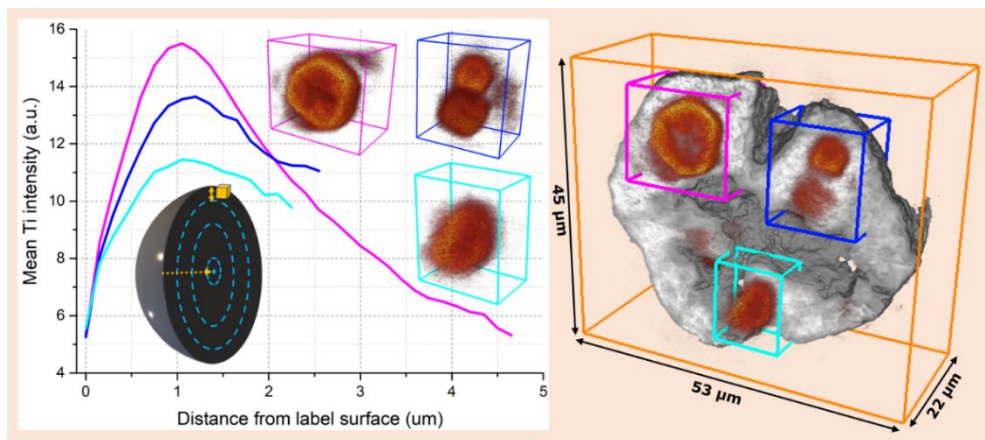 16
14
12
10
8
6
4
Mean Ti intensity (a.u.)
0 1 2 3 4 5
Distance from label surface (um)
45 µm
53 µm
22 µm